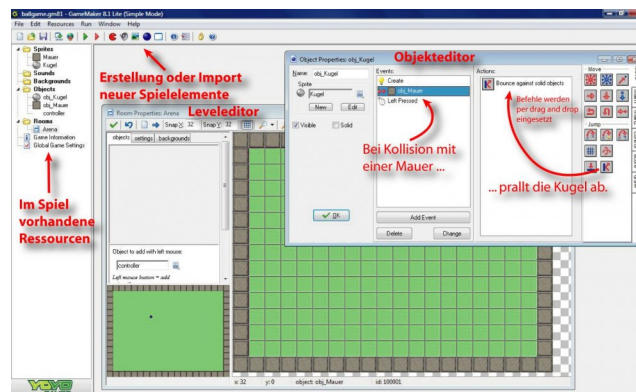 ballgame.gm81 - GameMaker 8.1 Lite (Simple Mode)
File Edit Resources Run Window Help
Sprites
Mauer
Kugel
Sounds
Backgrounds
Objects
obj_Kugel
obj_Mauer
controller
Rooms
Arena
Game Information
Global Game Settings
Erstellung oder Import
neuer Spielelemente
Leveleditor
Im Spiel
vorhandene
Ressourcen
Room Properties: Arena
Snap X: 32 Snap Y: 32
objects settings backgrounds
Object to add with left mouse:
controller
Left mouse button = add
x: 32 y: 0 object: obj_Mauer id: 100001
Object Properties: obj_Kugel
Objekteditor
Name: obj_Kugel
Sprite
Kugel
New Edit
Visible Solid
OK
Events:
Create
obj_Mauer
Left Pressed
Bei Kollision mit
einer Mauer ...
Add Event
Delete Change
Actions:
Bounce against solid objects
Befehle werden
per drag and drop
eingesetzt
... prallt die Kugel ab.
Move
Jump
YOYO